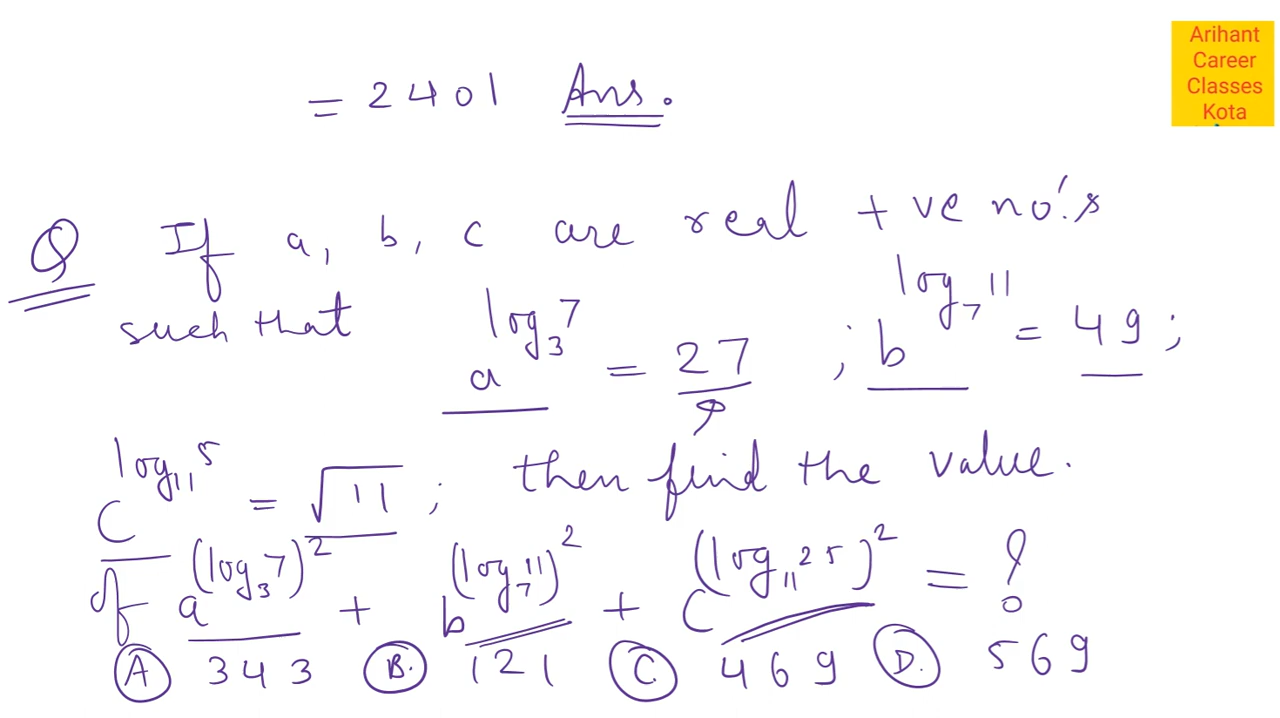 Arihant
Career
Classes
Kota
= 2401 Ans.
Q If a, b, c are real +ve no's
such that a^(log_3 7) = 27 ; b^(log_7 11) = 49 ;
c^(log_11 5) = √11 ; then find the value.
of a^(log_3 7)^2 + b^(log_7 11)^2 + c^(log_11 25)^2 = ?
(A) 343 (B.) 121 (C.) 469 (D.) 569